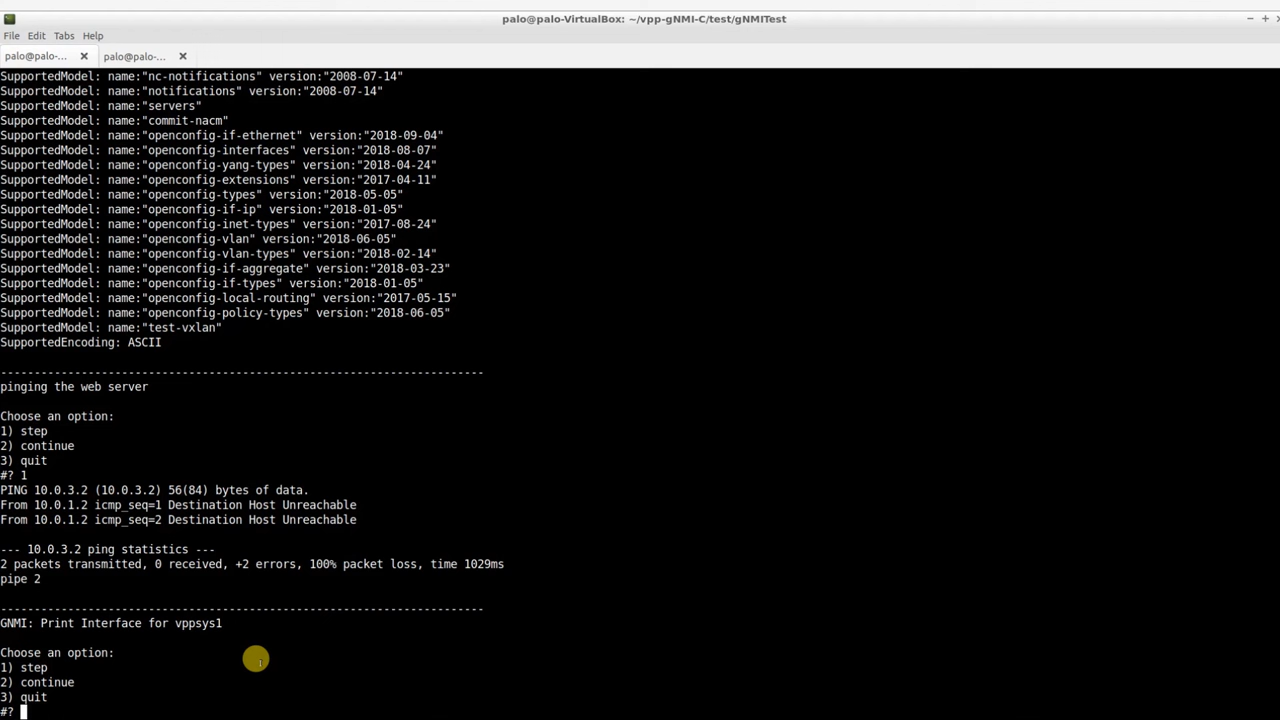 palo@palo-VirtualBox: ~/vpp-gNMI-C/test/gNMITest
File Edit Tabs Help
palo@palo-... palo@palo-...
SupportedModel: name:"nc-notifications" version:"2008-07-14"
SupportedModel: name:"notifications" version:"2008-07-14"
SupportedModel: name:"servers"
SupportedModel: name:"commit-nacm"
SupportedModel: name:"openconfig-if-ethernet" version:"2018-09-04"
SupportedModel: name:"openconfig-interfaces" version:"2018-08-07"
SupportedModel: name:"openconfig-yang-types" version:"2018-04-24"
SupportedModel: name:"openconfig-extensions" version:"2017-04-11"
SupportedModel: name:"openconfig-types" version:"2018-05-05"
SupportedModel: name:"openconfig-if-ip" version:"2018-01-05"
SupportedModel: name:"openconfig-inet-types" version:"2017-08-24"
SupportedModel: name:"openconfig-vlan" version:"2018-06-05"
SupportedModel: name:"openconfig-vlan-types" version:"2018-02-14"
SupportedModel: name:"openconfig-if-aggregate" version:"2018-03-23"
SupportedModel: name:"openconfig-if-types" version:"2018-01-05"
SupportedModel: name:"openconfig-local-routing" version:"2017-05-15"
SupportedModel: name:"openconfig-policy-types" version:"2018-06-05"
SupportedModel: name:"test-vxlan"
SupportedEncoding: ASCII
------------------------------------------------------------------------
pinging the web server
Choose an option:
1) step
2) continue
3) quit
#? 1
PING 10.0.3.2 (10.0.3.2) 56(84) bytes of data.
From 10.0.1.2 icmp_seq=1 Destination Host Unreachable
From 10.0.1.2 icmp_seq=2 Destination Host Unreachable
--- 10.0.3.2 ping statistics ---
2 packets transmitted, 0 received, +2 errors, 100% packet loss, time 1029ms
pipe 2
------------------------------------------------------------------------
GNMI: Print Interface for vppsys1
Choose an option:
1) step
2) continue
3) quit
#?